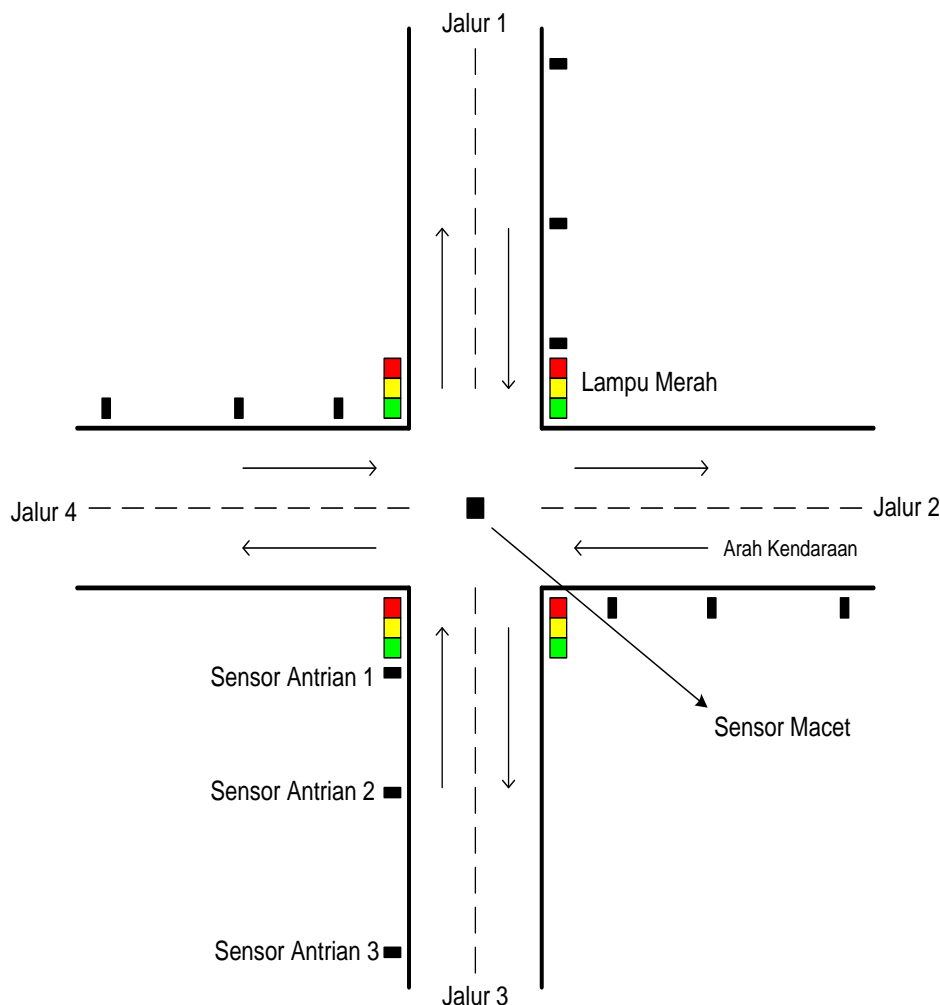 Jalur 1
Lampu Merah
Jalur 4
Jalur 2
Arah Kendaraan
Sensor Antrian 1
Sensor Macet
Sensor Antrian 2
Sensor Antrian 3
Jalur 3